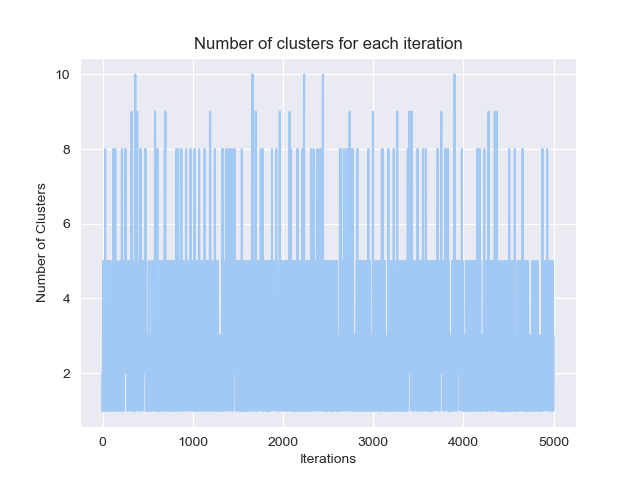 Number of clusters for each iteration
10
8
6
4
2
Number of Clusters
0 1000 2000 3000 4000 5000
Iterations